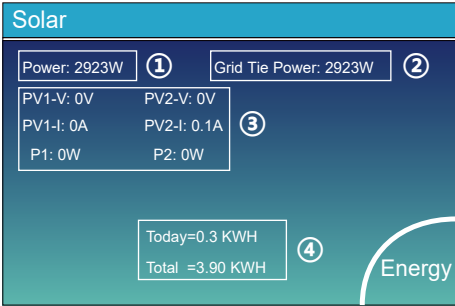 Solar
Power: 2923W ① Grid Tie Power: 2923W ②
PV1-V: 0V PV2-V: 0V
PV1-I: 0A PV2-I: 0.1A ③
P1: 0W P2: 0W
Today=0.3 KWH
④
Total =3.90 KWH
Energy